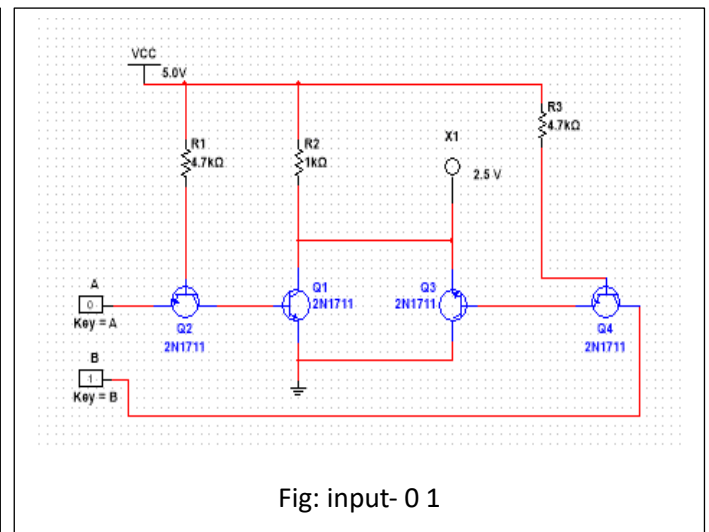 VCC
5.0V
R1
4.7kΩ
R2
1kΩ
R3
4.7kΩ
X1
2.5 V
A
0
Key = A
Q2
2N1711
Q1
2N1711
Q3
2N1711
Q4
2N1711
B
1
Key = B
Fig: input- 0 1